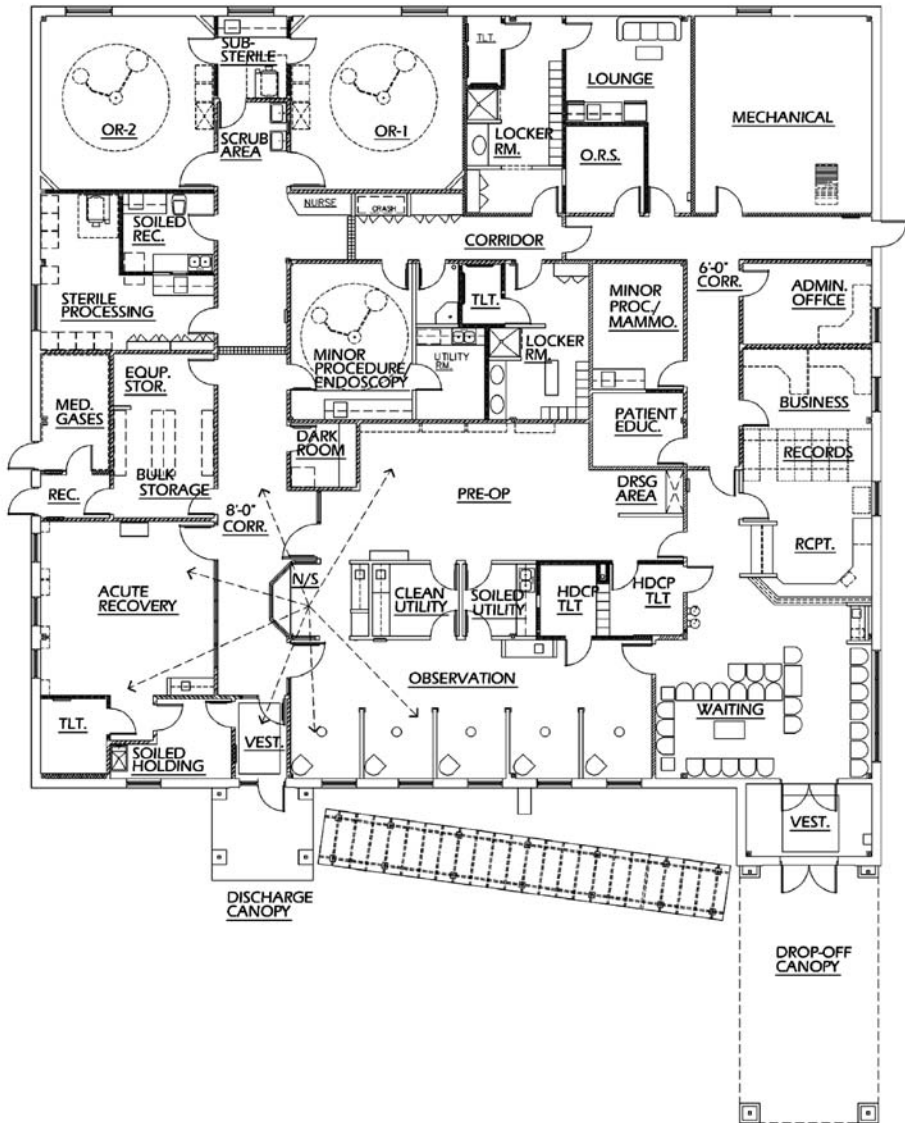 SUB-
STERILE
TLT.
LOUNGE
MECHANICAL
OR-2
OR-1
SCRUB
AREA
LOCKER
RM.
O.R.S.
NURSE
CRASH
SOILED
REC.
CORRIDOR
6'-0"
CORR.
ADMIN.
OFFICE
STERILE
PROCESSING
TLT.
MINOR
PROC./
MAMMO.
MINOR
PROCEDURE
ENDOSCOPY
UTILITY
RM.
LOCKER
RM.
EQUP.
STOR.
MED.
GASES
BUSINESS
PATIENT
EDUC.
DARK
ROOM
RECORDS
BULK
STORAGE
REC.
PRE-OP
DRSG
AREA
8'-0"
CORR.
RCPT.
N/S
ACUTE
RECOVERY
CLEAN
UTILITY
SOILED
UTILITY
HDCP
TLT
HDCP
TLT
OBSERVATION
WAITING
TLT.
SOILED
HOLDING
VEST.
VEST.
DISCHARGE
CANOPY
DROP-OFF
CANOPY